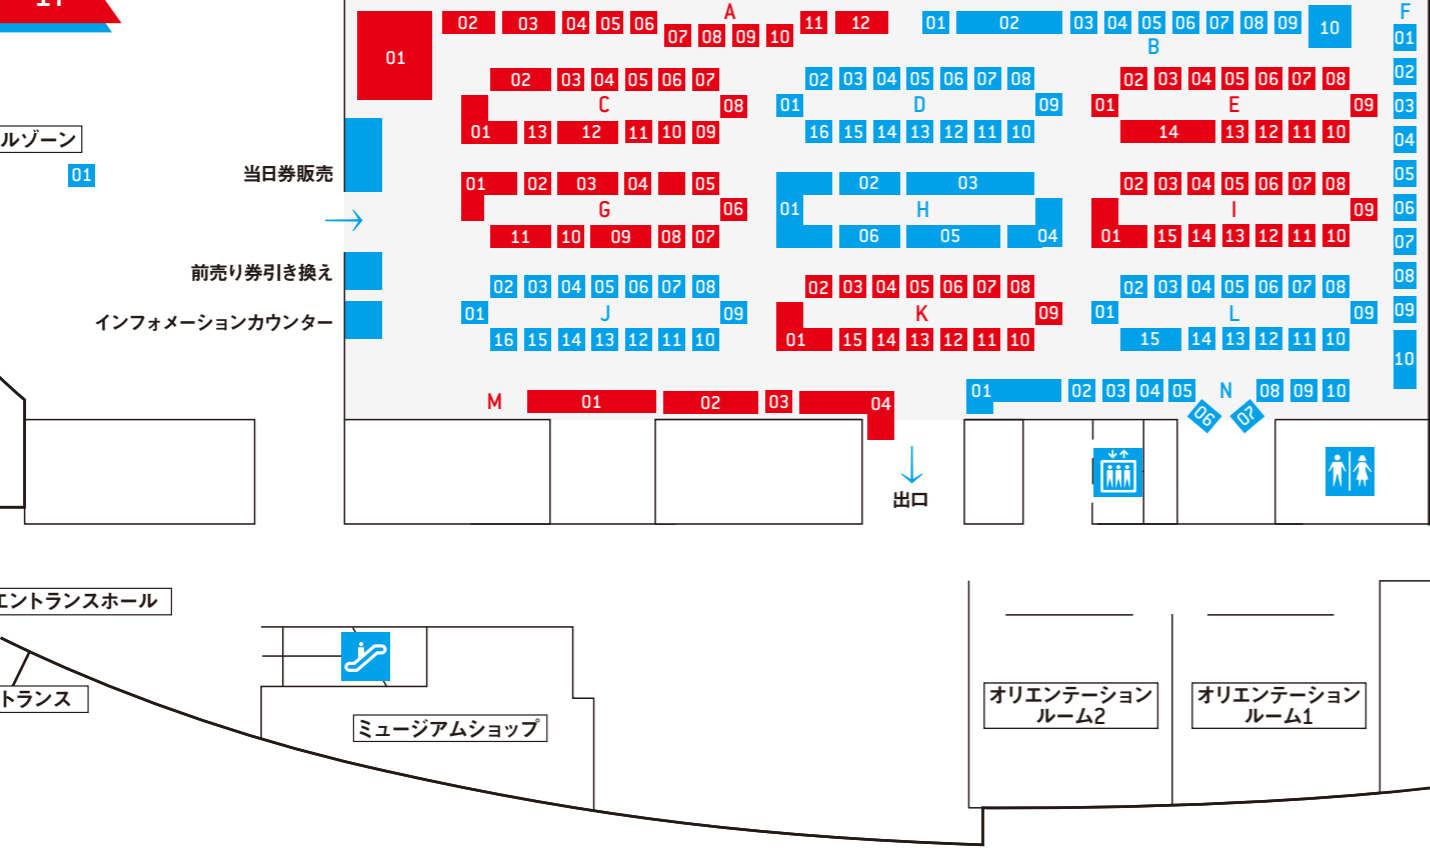 02 03 04 05 06 A 11 12 01 02 03 04 05 06 07 08 09 10 F
07 08 09 10 B 01
01
02 03 04 05 06 07 02 03 04 05 06 07 08 02 03 04 05 06 07 08 02
C 08 01 D 09 01 E 09 03
01 13 12 11 10 09 16 15 14 13 12 11 10 14 13 12 11 10 04
ルゾーン
01
当日券販売
01 02 03 04 05 02 03 02 03 04 05 06 07 08 05
G 06 01 H I 09 06
11 10 09 08 07 06 05 04 01 15 14 13 12 11 10 07
前売り券引き換え
02 03 04 05 06 07 08 02 03 04 05 06 07 08 02 03 04 05 06 07 08 08
インフォメーションカウンター
01 J 09 K 09 01 L 09 09
16 15 14 13 12 11 10 01 15 14 13 12 11 10 15 14 13 12 11 10 10
M 01 02 03 04 01 02 03 04 05 N 08 09 10
06 07
出口
エントランスホール
トランス
ミュージアムショップ
オリエンテーション
ルーム2
オリエンテーション
ルーム1